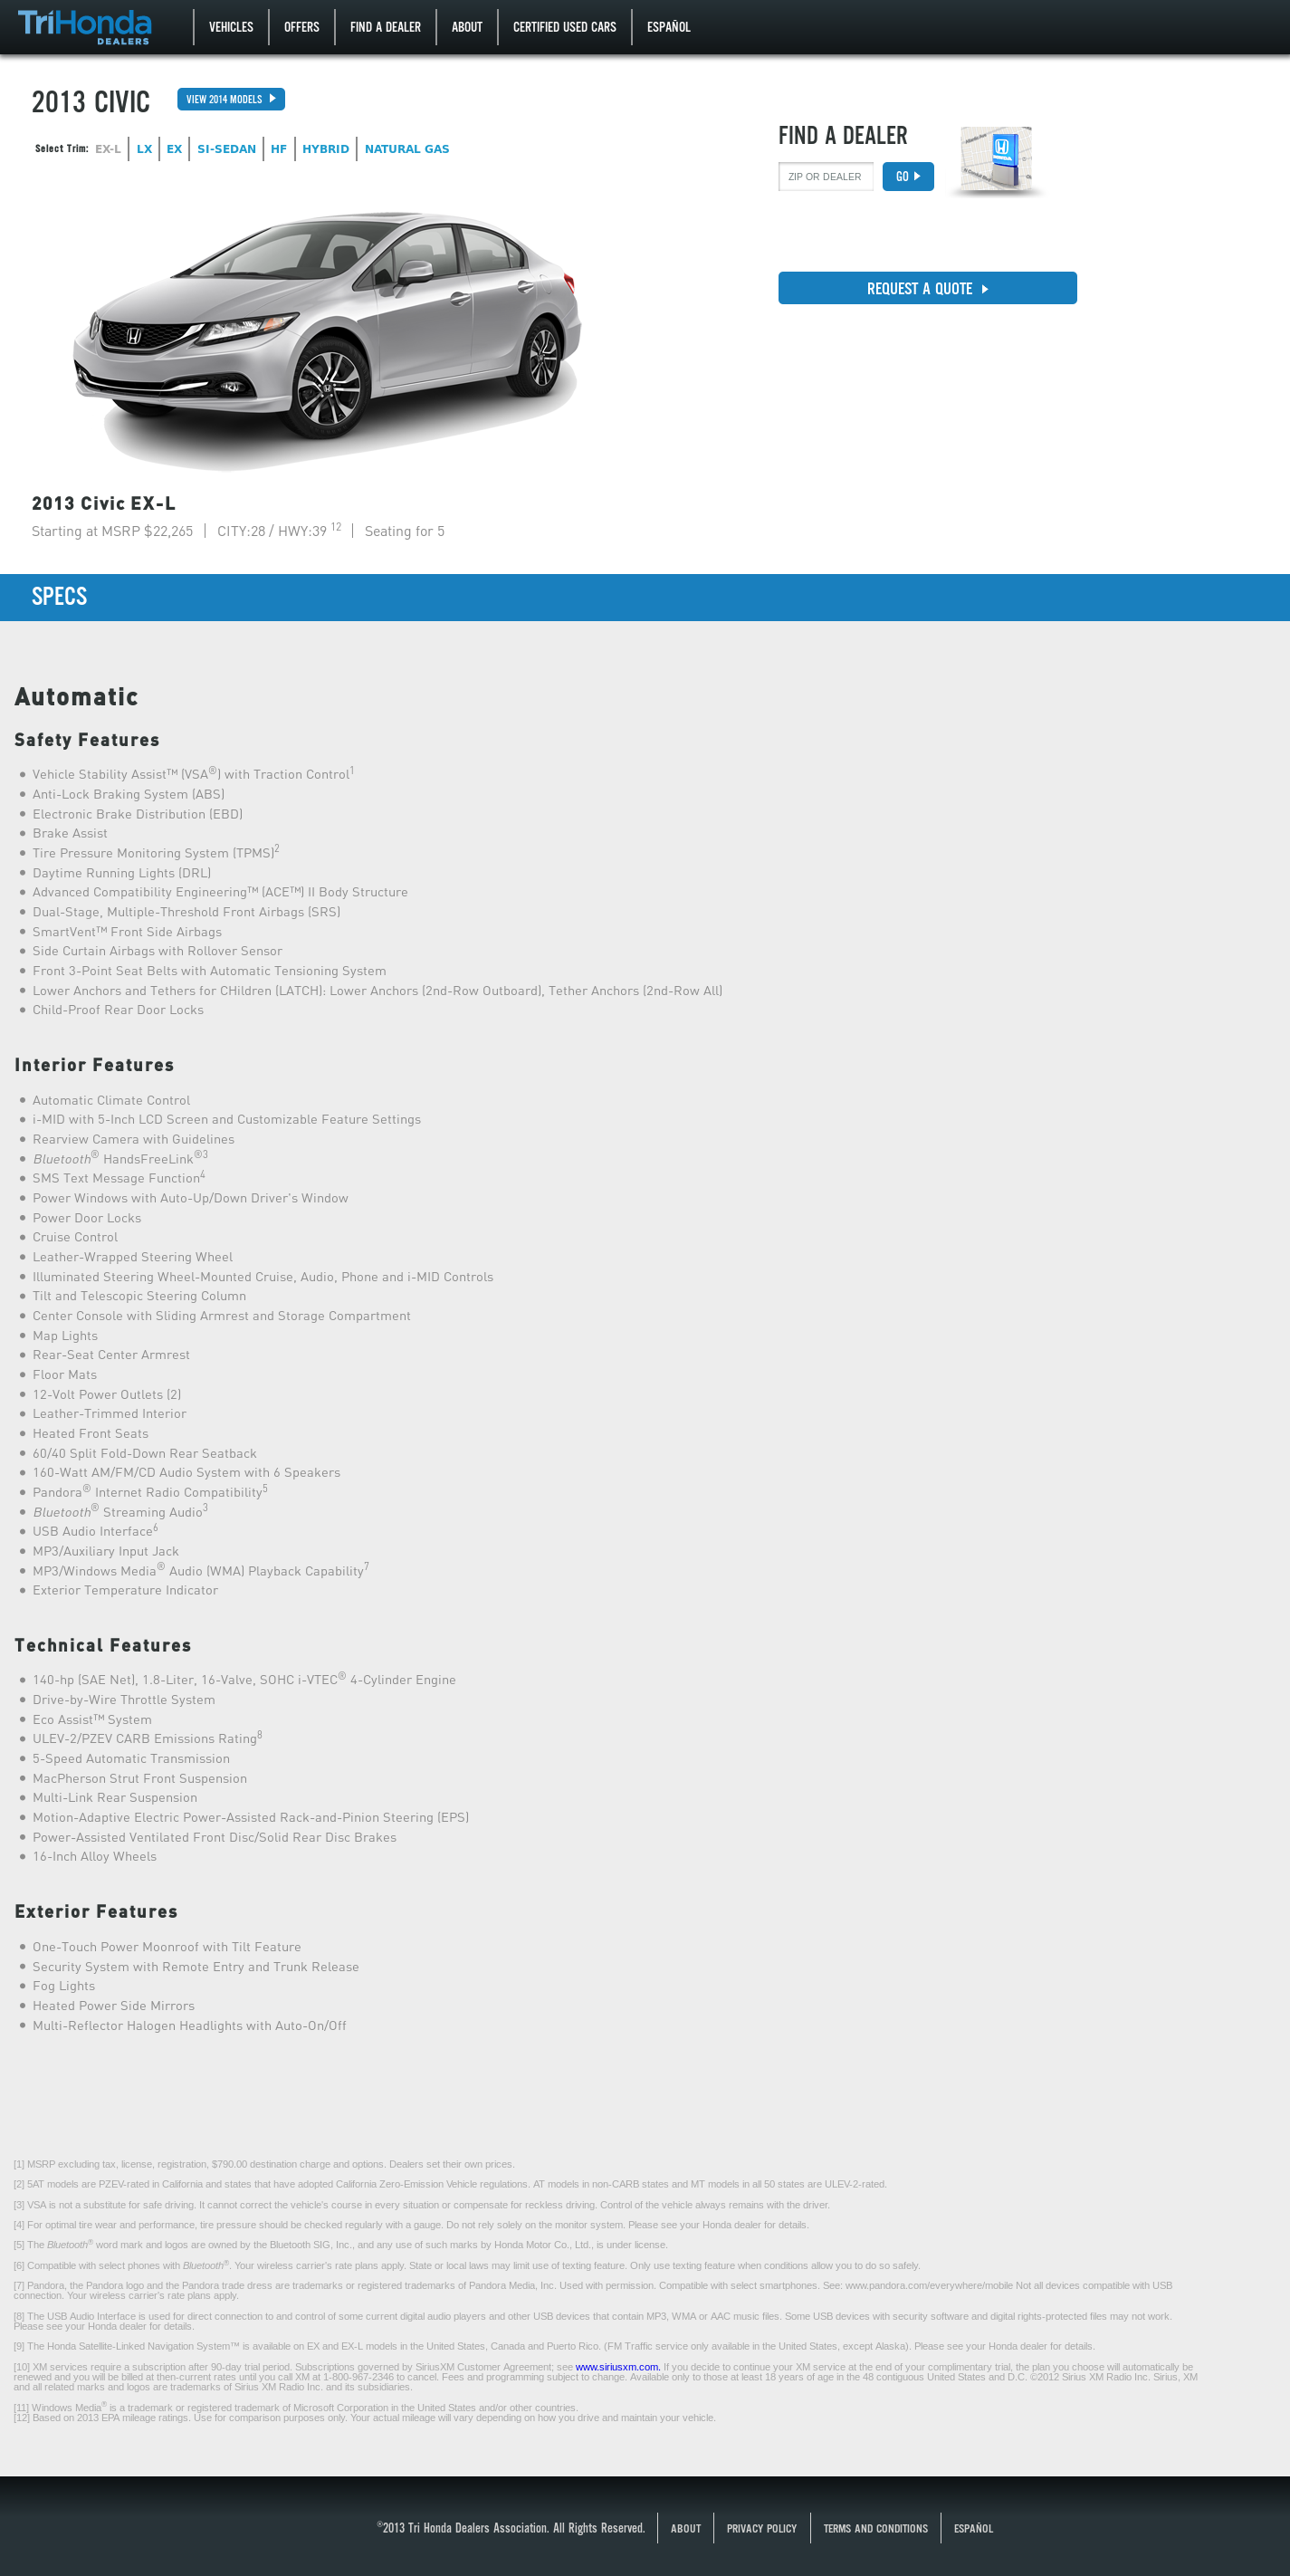 TriHonda
DEALERS
VEHICLES OFFERS FIND A DEALER ABOUT CERTIFIED USED CARS ESPAÑOL
2013 CIVIC VIEW 2014 MODELS
Select Trim: EX-L LX EX SI-SEDAN HF HYBRID NATURAL GAS
FIND A DEALER
ZIP OR DEALER GO
REQUEST A QUOTE
2013 Civic EX-L
Starting at MSRP $22,265 | CITY:28 / HWY:39 12 | Seating for 5
SPECS
Automatic
Safety Features
Vehicle Stability Assist™ (VSA®) with Traction Control1
Anti-Lock Braking System (ABS)
Electronic Brake Distribution (EBD)
Brake Assist
Tire Pressure Monitoring System (TPMS)2
Daytime Running Lights (DRL)
Advanced Compatibility Engineering™ (ACE™) II Body Structure
Dual-Stage, Multiple-Threshold Front Airbags (SRS)
SmartVent™ Front Side Airbags
Side Curtain Airbags with Rollover Sensor
Front 3-Point Seat Belts with Automatic Tensioning System
Lower Anchors and Tethers for CHildren (LATCH): Lower Anchors (2nd-Row Outboard), Tether Anchors (2nd-Row All)
Child-Proof Rear Door Locks
Interior Features
Automatic Climate Control
i-MID with 5-Inch LCD Screen and Customizable Feature Settings
Rearview Camera with Guidelines
Bluetooth® HandsFreeLink®3
SMS Text Message Function4
Power Windows with Auto-Up/Down Driver's Window
Power Door Locks
Cruise Control
Leather-Wrapped Steering Wheel
Illuminated Steering Wheel-Mounted Cruise, Audio, Phone and i-MID Controls
Tilt and Telescopic Steering Column
Center Console with Sliding Armrest and Storage Compartment
Map Lights
Rear-Seat Center Armrest
Floor Mats
12-Volt Power Outlets (2)
Leather-Trimmed Interior
Heated Front Seats
60/40 Split Fold-Down Rear Seatback
160-Watt AM/FM/CD Audio System with 6 Speakers
Pandora® Internet Radio Compatibility5
Bluetooth® Streaming Audio3
USB Audio Interface6
MP3/Auxiliary Input Jack
MP3/Windows Media® Audio (WMA) Playback Capability7
Exterior Temperature Indicator
Technical Features
140-hp (SAE Net), 1.8-Liter, 16-Valve, SOHC i-VTEC® 4-Cylinder Engine
Drive-by-Wire Throttle System
Eco Assist™ System
ULEV-2/PZEV CARB Emissions Rating8
5-Speed Automatic Transmission
MacPherson Strut Front Suspension
Multi-Link Rear Suspension
Motion-Adaptive Electric Power-Assisted Rack-and-Pinion Steering (EPS)
Power-Assisted Ventilated Front Disc/Solid Rear Disc Brakes
16-Inch Alloy Wheels
Exterior Features
One-Touch Power Moonroof with Tilt Feature
Security System with Remote Entry and Trunk Release
Fog Lights
Heated Power Side Mirrors
Multi-Reflector Halogen Headlights with Auto-On/Off
[1] MSRP excluding tax, license, registration, $790.00 destination charge and options. Dealers set their own prices.
[2] 5AT models are PZEV-rated in California and states that have adopted California Zero-Emission Vehicle regulations. AT models in non-CARB states and MT models in all 50 states are ULEV-2-rated.
[3] VSA is not a substitute for safe driving. It cannot correct the vehicle's course in every situation or compensate for reckless driving. Control of the vehicle always remains with the driver.
[4] For optimal tire wear and performance, tire pressure should be checked regularly with a gauge. Do not rely solely on the monitor system. Please see your Honda dealer for details.
[5] The Bluetooth® word mark and logos are owned by the Bluetooth SIG, Inc., and any use of such marks by Honda Motor Co., Ltd., is under license.
[6] Compatible with select phones with Bluetooth®. Your wireless carrier's rate plans apply. State or local laws may limit use of texting feature. Only use texting feature when conditions allow you to do so safely.
[7] Pandora, the Pandora logo and the Pandora trade dress are trademarks or registered trademarks of Pandora Media, Inc. Used with permission. Compatible with select smartphones. See: www.pandora.com/everywhere/mobile Not all devices compatible with USB
connection. Your wireless carrier's rate plans apply.
[8] The USB Audio Interface is used for direct connection to and control of some current digital audio players and other USB devices that contain MP3, WMA or AAC music files. Some USB devices with security software and digital rights-protected files may not work.
Please see your Honda dealer for details.
[9] The Honda Satellite-Linked Navigation System™ is available on EX and EX-L models in the United States, Canada and Puerto Rico. (FM Traffic service only available in the United States, except Alaska). Please see your Honda dealer for details.
[10] XM services require a subscription after 90-day trial period. Subscriptions governed by SiriusXM Customer Agreement; see www.siriusxm.com. If you decide to continue your XM service at the end of your complimentary trial, the plan you choose will automatically be
renewed and you will be billed at then-current rates until you call XM at 1-800-967-2346 to cancel. Fees and programming subject to change. Available only to those at least 18 years of age in the 48 contiguous United States and D.C. ©2012 Sirius XM Radio Inc. Sirius, XM
and all related marks and logos are trademarks of Sirius XM Radio Inc. and its subsidiaries.
[11] Windows Media® is a trademark or registered trademark of Microsoft Corporation in the United States and/or other countries.
[12] Based on 2013 EPA mileage ratings. Use for comparison purposes only. Your actual mileage will vary depending on how you drive and maintain your vehicle.
®2013 Tri Honda Dealers Association. All Rights Reserved. ABOUT PRIVACY POLICY TERMS AND CONDITIONS ESPAÑOL